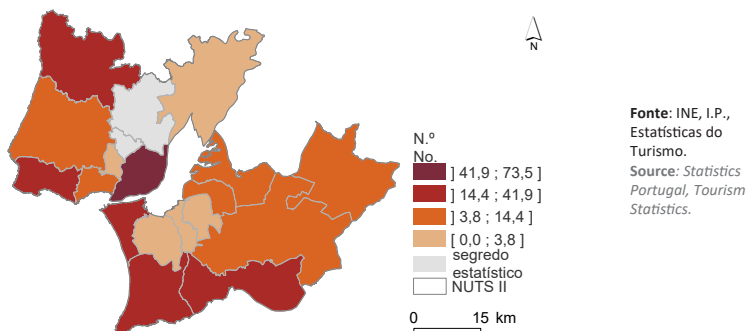 N
N.º
No.
] 41,9 ; 73,5 ]
] 14,4 ; 41,9 ]
] 3,8 ; 14,4 ]
[ 0,0 ; 3,8 ]
segredo
estatístico
NUTS II
0 15 km
Fonte: INE, I.P.,
Estatísticas do
Turismo.
Source: Statistics
Portugal, Tourism
Statistics.